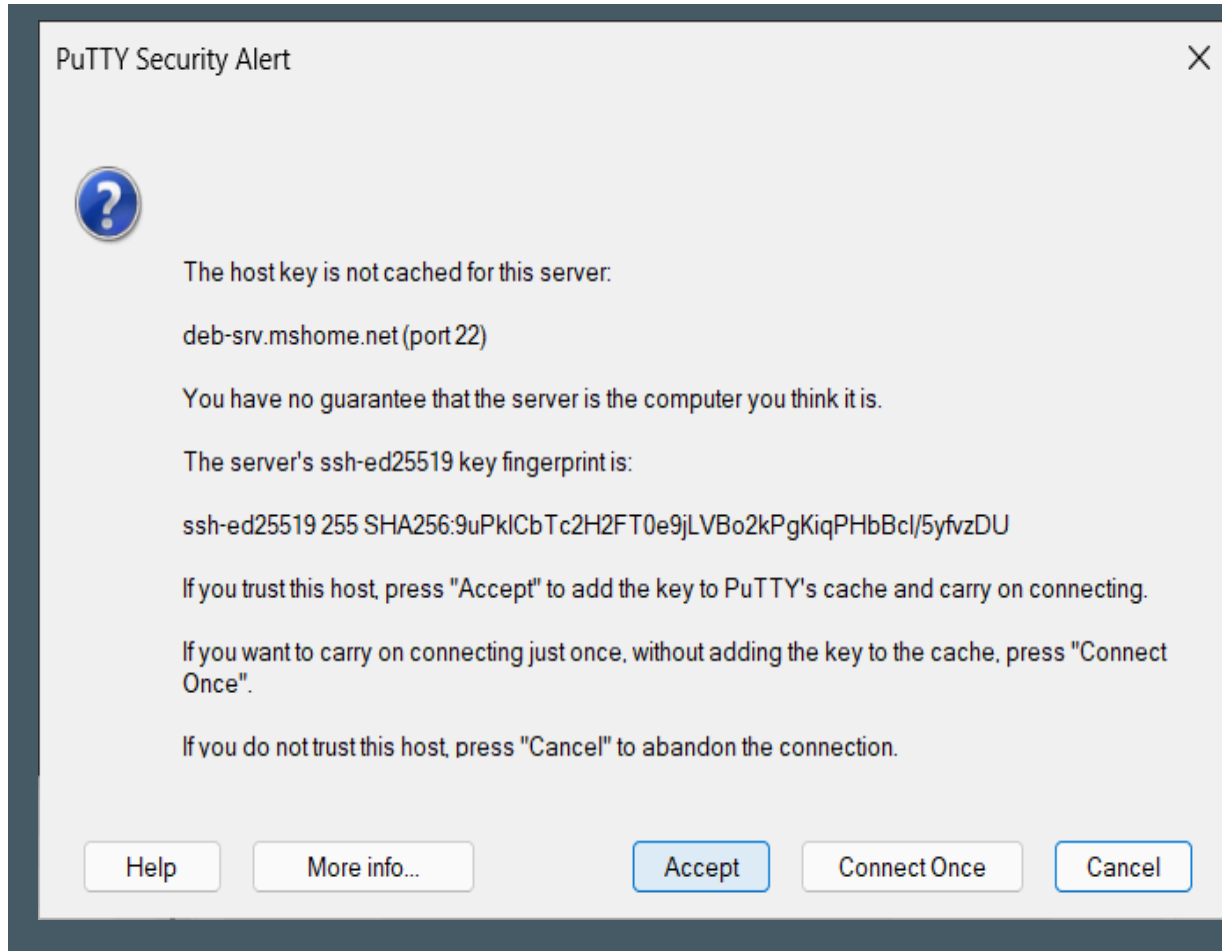 PuTTY Security Alert
The host key is not cached for this server:
deb-srv.mshome.net (port 22)
You have no guarantee that the server is the computer you think it is.
The server's ssh-ed25519 key fingerprint is:
ssh-ed25519 255 SHA256:9uPklCbTc2H2FT0e9jLVBo2kPgKiqPHbBcl/5yfvzDU
If you trust this host, press "Accept" to add the key to PuTTY's cache and carry on connecting.
If you want to carry on connecting just once, without adding the key to the cache, press "Connect
Once".
If you do not trust this host, press "Cancel" to abandon the connection.
Help More info... Accept Connect Once Cancel